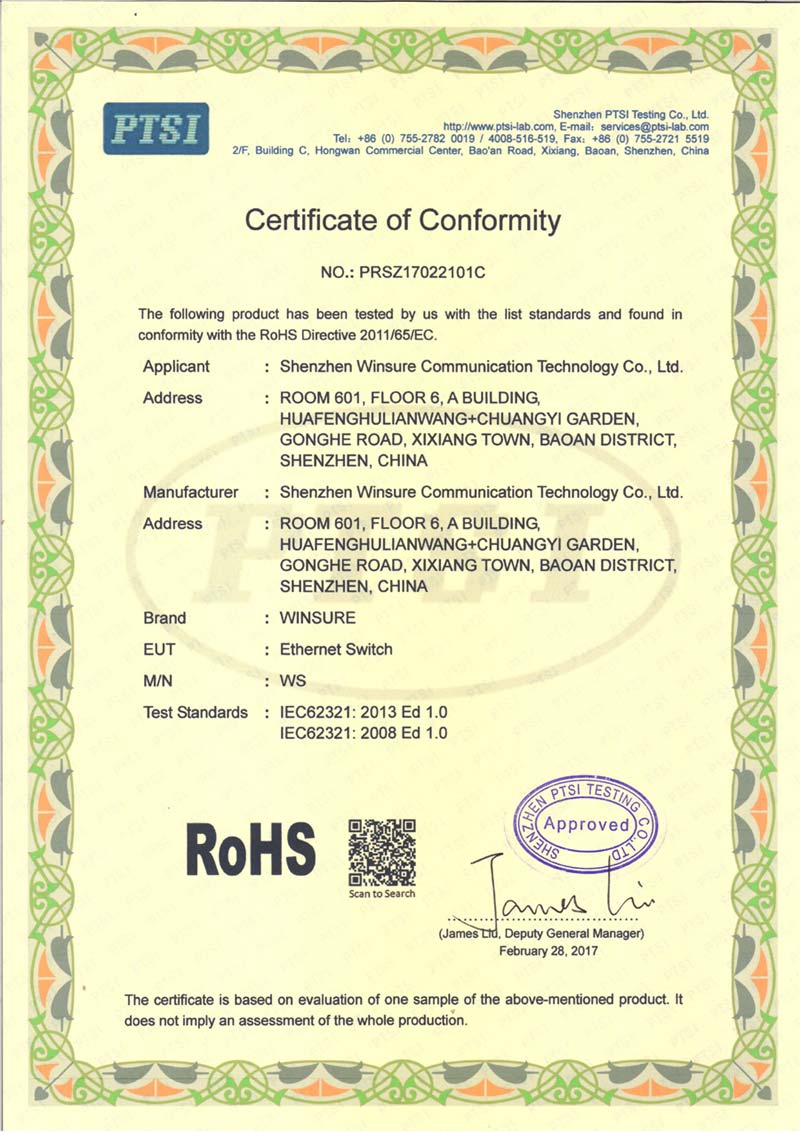 PTSI
Shenzhen PTSI Testing Co., Ltd.
http://www.ptsi-lab.com, E-mail: services@ptsi-lab.com
Tel: +86 (0) 755-2782 0019 / 4008-516-519, Fax: +86 (0) 755-2721 5519
2/F, Building C, Hongwan Commercial Center, Bao'an Road, Xixiang, Baoan, Shenzhen, China
Certificate of Conformity
NO.: PRSZ17022101C
The following product has been tested by us with the list standards and found in
conformity with the RoHS Directive 2011/65/EC.
Applicant : Shenzhen Winsure Communication Technology Co., Ltd.
Address : ROOM 601, FLOOR 6, A BUILDING,
HUAFENGHULIANWANG+CHUANGYI GARDEN,
GONGHE ROAD, XIXIANG TOWN, BAOAN DISTRICT,
SHENZHEN, CHINA
Manufacturer : Shenzhen Winsure Communication Technology Co., Ltd.
Address : ROOM 601, FLOOR 6, A BUILDING,
HUAFENGHULIANWANG+CHUANGYI GARDEN,
GONGHE ROAD, XIXIANG TOWN, BAOAN DISTRICT,
SHENZHEN, CHINA
PTSI
Brand : WINSURE
EUT : Ethernet Switch
M/N : WS
Test Standards : IEC62321: 2013 Ed 1.0
IEC62321: 2008 Ed 1.0
SHENZHEN PTSI TESTING CO.,LTD
Approved
RoHS
Scan to Search
James Liu
(James Liu, Deputy General Manager)
February 28, 2017
The certificate is based on evaluation of one sample of the above-mentioned product. It
does not imply an assessment of the whole production.